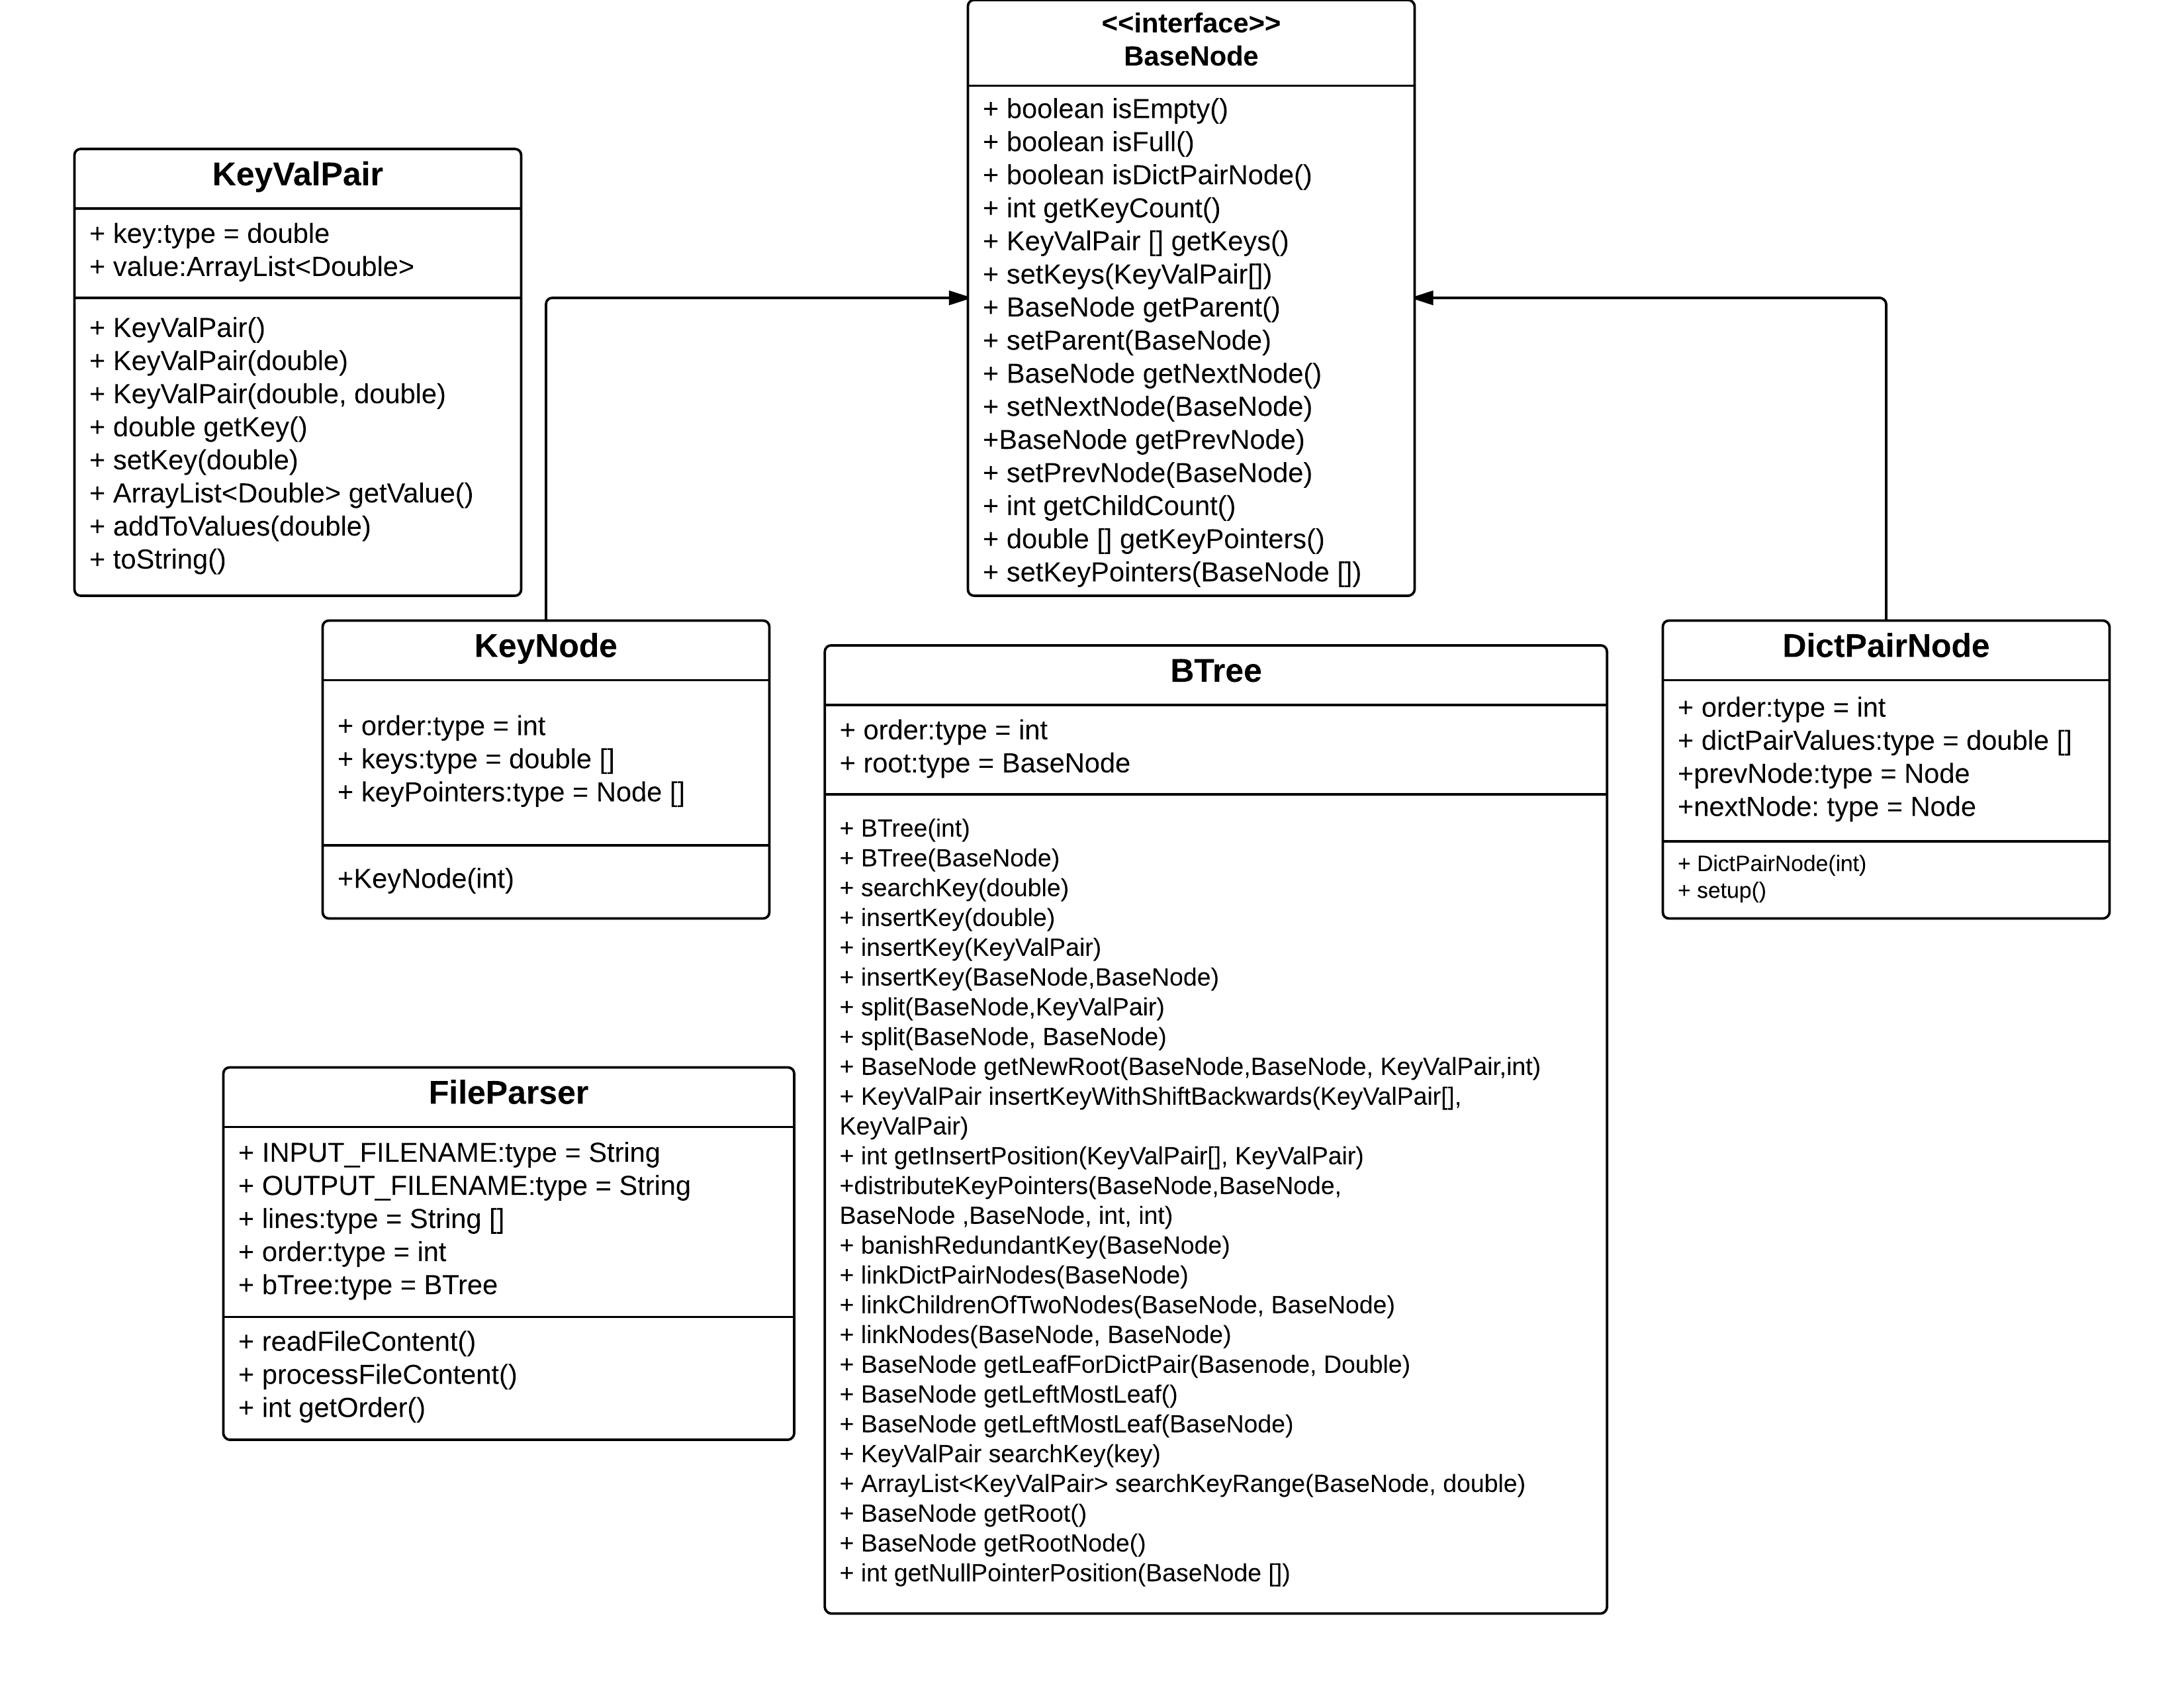 <<interface>>
BaseNode
+ boolean isEmpty()
+ boolean isFull()
+ boolean isDictPairNode()
+ int getKeyCount()
+ KeyValPair [] getKeys()
+ setKeys(KeyValPair[])
+ BaseNode getParent()
+ setParent(BaseNode)
+ BaseNode getNextNode()
+ setNextNode(BaseNode)
+BaseNode getPrevNode)
+ setPrevNode(BaseNode)
+ int getChildCount()
+ double [] getKeyPointers()
+ setKeyPointers(BaseNode [])
KeyValPair
+ key:type = double
+ value:ArrayList<Double>
+ KeyValPair()
+ KeyValPair(double)
+ KeyValPair(double, double)
+ double getKey()
+ setKey(double)
+ ArrayList<Double> getValue()
+ addToValues(double)
+ toString()
KeyNode
+ order:type = int
+ keys:type = double []
+ keyPointers:type = Node []
+KeyNode(int)
BTree
+ order:type = int
+ root:type = BaseNode
+ BTree(int)
+ BTree(BaseNode)
+ searchKey(double)
+ insertKey(double)
+ insertKey(KeyValPair)
+ insertKey(BaseNode,BaseNode)
+ split(BaseNode,KeyValPair)
+ split(BaseNode, BaseNode)
+ BaseNode getNewRoot(BaseNode,BaseNode, KeyValPair,int)
+ KeyValPair insertKeyWithShiftBackwards(KeyValPair[],
KeyValPair)
+ int getInsertPosition(KeyValPair[], KeyValPair)
+distributeKeyPointers(BaseNode,BaseNode,
BaseNode ,BaseNode, int, int)
+ banishRedundantKey(BaseNode)
+ linkDictPairNodes(BaseNode)
+ linkChildrenOfTwoNodes(BaseNode, BaseNode)
+ linkNodes(BaseNode, BaseNode)
+ BaseNode getLeafForDictPair(Basenode, Double)
+ BaseNode getLeftMostLeaf()
+ BaseNode getLeftMostLeaf(BaseNode)
+ KeyValPair searchKey(key)
+ ArrayList<KeyValPair> searchKeyRange(BaseNode, double)
+ BaseNode getRoot()
+ BaseNode getRootNode()
+ int getNullPointerPosition(BaseNode [])
DictPairNode
+ order:type = int
+ dictPairValues:type = double []
+prevNode:type = Node
+nextNode: type = Node
+ DictPairNode(int)
+ setup()
FileParser
+ INPUT_FILENAME:type = String
+ OUTPUT_FILENAME:type = String
+ lines:type = String []
+ order:type = int
+ bTree:type = BTree
+ readFileContent()
+ processFileContent()
+ int getOrder()